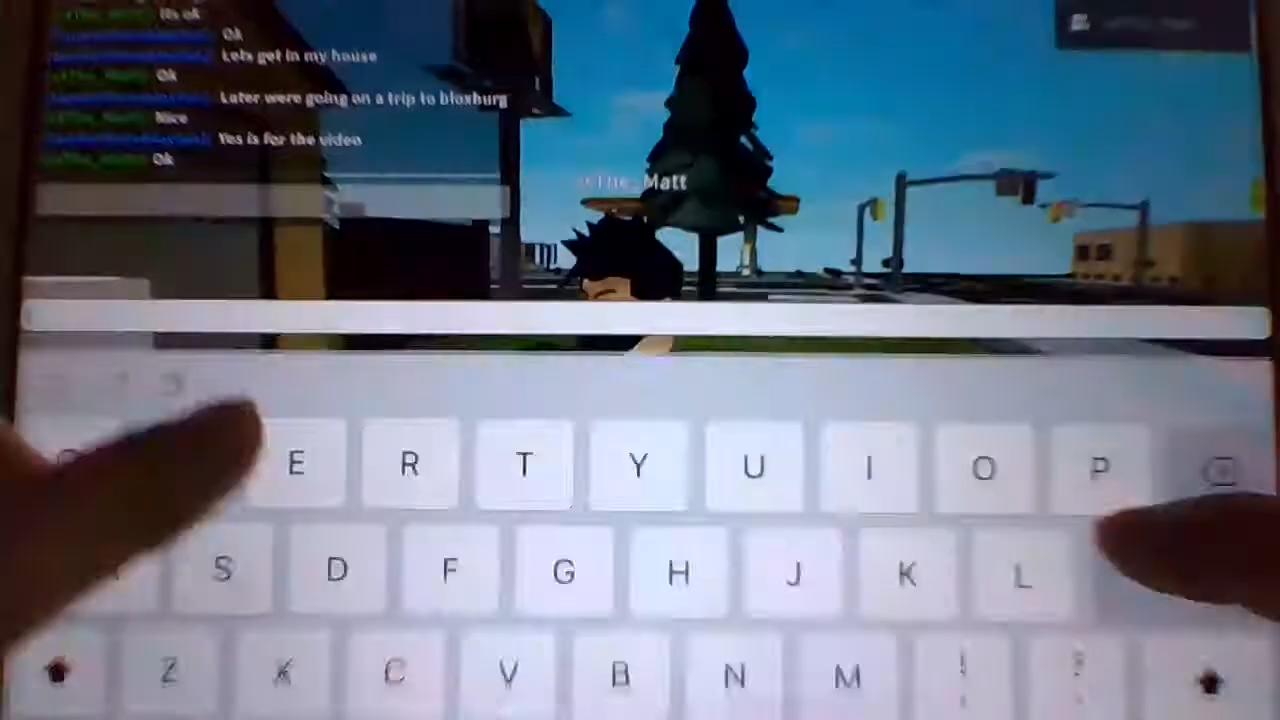 Its ok
Ok
Lets get in my house
Ok
Later were going on a trip to bloxburg
Nice
Yes is for the video
Ok
Matt
E R T Y U I O P
S D F G H J K L
Z X C V B N M ! ?
, .